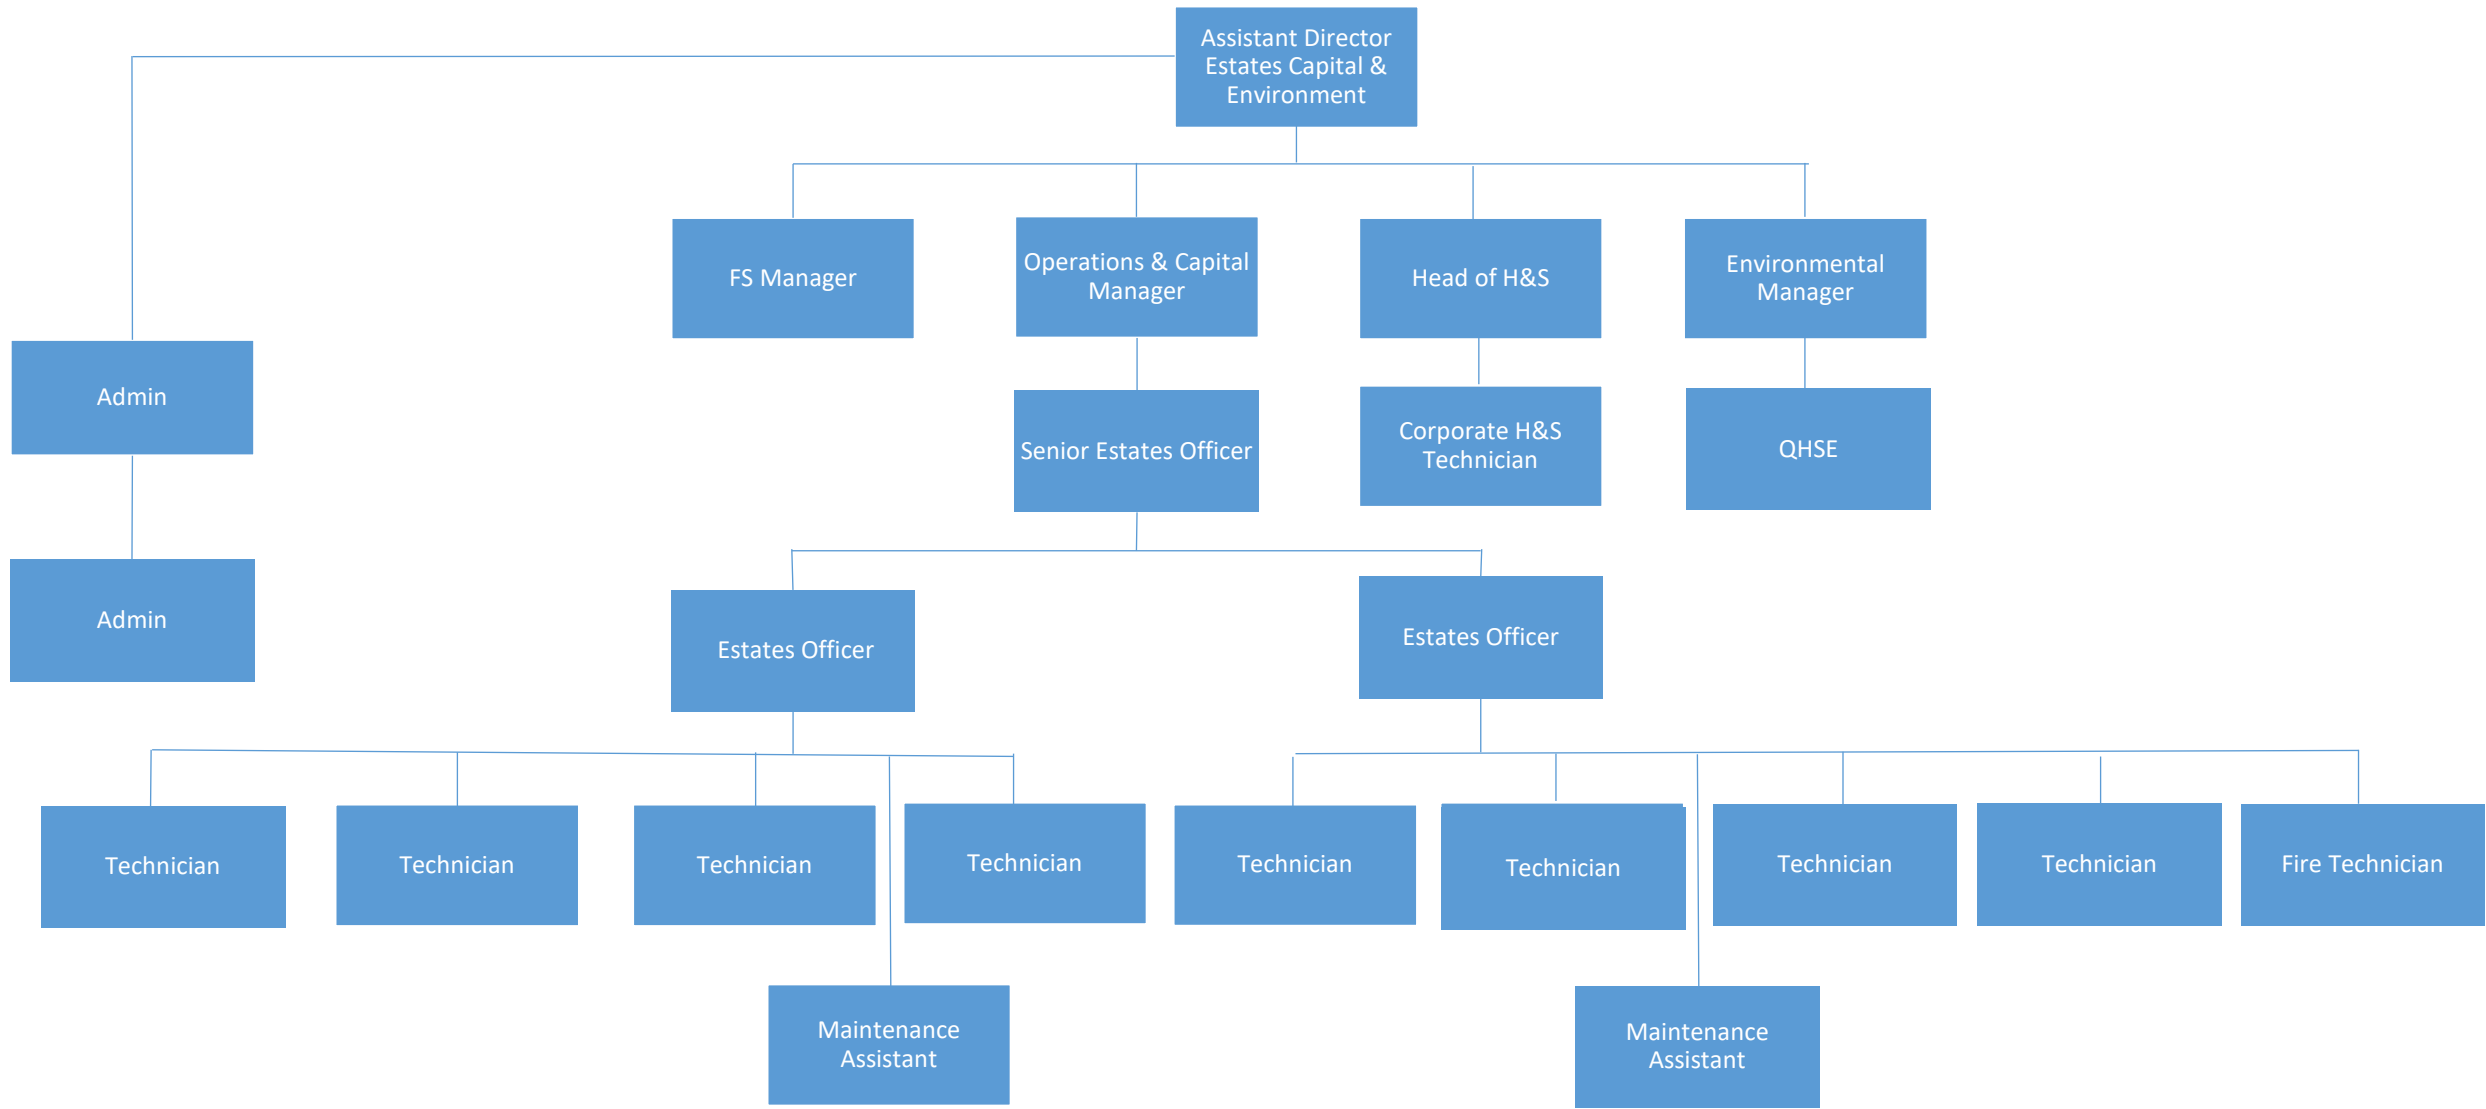 Assistant Director
Estates Capital &
Environment
FS Manager
Operations & Capital
Manager
Head of H&S
Environmental
Manager
Admin
Senior Estates Officer
Corporate H&S
Technician
QHSE
Admin
Estates Officer
Estates Officer
Technician
Technician
Technician
Technician
Technician
Technician
Technician
Technician
Fire Technician
Maintenance
Assistant
Maintenance
Assistant